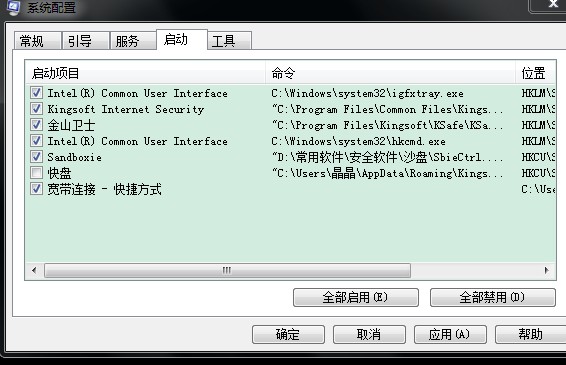 系统配置
常规 引导 服务 启动 工具
启动项目 命令 位置
Intel(R) Common User Interface C:\Windows\system32\igfxtray.exe HKLM\S
Kingsoft Internet Security "C:\Program Files\Common Files\Kings... HKLM\S
金山卫士 "C:\Program Files\Kingsoft\KSafe\KSa... HKLM\S
Intel(R) Common User Interface C:\Windows\system32\hkcmd.exe HKLM\S
Sandboxie "D:\常用软件\安全软件\沙盘\SbieCtrl.... HKCU\S
快盘 "C:\Users\晶晶\AppData\Roaming\Kings... HKCU\S
宽带连接 - 快捷方式 C:\Use
全部启用(E) 全部禁用(D)
确定 取消 应用(A) 帮助